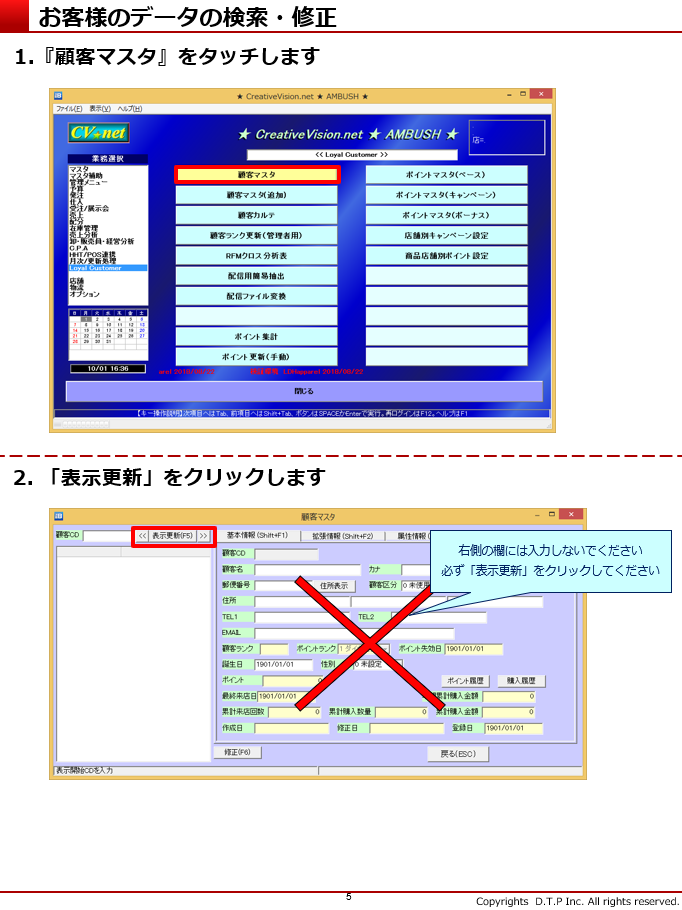 お客様のデータの検索・修正
1.『顧客マスタ』をタッチします
★ CreativeVision.net ★ AMBUSH ★
ファイル(F) 表示(V) ヘルプ(H)
CV net
★ CreativeVision.net ★ AMBUSH ★
店=
業務選択
<< Loyal Customer >>
マスタ
マスタ補助
管理メニュー
予算
発注
仕入
受注/展示会
売上
配分
在庫管理
売上分析
卸・販売員・経営分析
C.P.A
HHT/POS連携
月次/更新処理
Loyal Customer
店舗
物流
オプション
顧客マスタ
ポイントマスタ(ベース)
顧客マスタ(追加)
ポイントマスタ(キャンペーン)
顧客カルテ
ポイントマスタ(ボーナス)
顧客ランク更新(管理者用)
店舗別キャンペーン設定
RFMクロス分析表
商品店舗別ポイント設定
配信用簡易抽出
配信ファイル変換
ポイント集計
ポイント更新(手動)
日 月 火 水 木 金 土
1 2 3 4 5 6
7 8 9 10 11 12 13
14 15 16 17 18 19 20
21 22 23 24 25 26 27
28 29 30 31
10/01 16:36
閉じる
【キー操作説明】次項目へはTab、前項目へはShift+Tab、ボタンはSPACEかEnterで実行。再ログインはF12。ヘルプはF1
2. 「表示更新」をクリックします
顧客マスタ
顧客CD << 表示更新(F5) >>
基本情報(Shift+F1) 拡張情報(Shift+F2) 属性情報(
右側の欄には入力しないでください
必ず「表示更新」をクリックしてください
顧客CD
顧客名 カナ
郵便番号 住所表示 顧客区分 0 未使用
住所
TEL1 TEL2
EMAIL
顧客ランク ポイントランク 1 ダイ ポイント失効日 1901/01/01
誕生日 1901/01/01 性別 0 未設定
ポイント 0 ポイント履歴 購入履歴
最終来店日 1901/01/01 累計購入金額 0
累計来店回数 0 累計購入数量 0 累計購入金額 0
作成日 修正日 登録日 1901/01/01
修正(F6) 戻る(ESC)
表示開始CDを入力
5
Copyrights D.T.P Inc. All rights reserved.